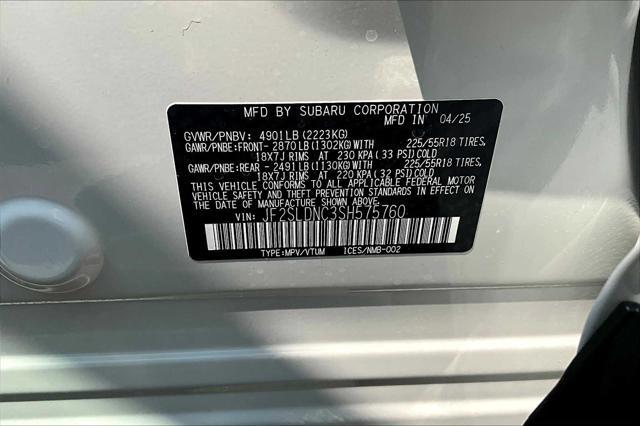 MFD BY SUBARU CORPORATION
MFD IN 04/25
GVWR/PNBV: 4901LB (2223KG)
GAWR/PNBE:FRONT- 2870LB(1302KG)WITH 225/55R18 TIRES,
18X7J RIMS AT 230 KPA (33 PSI)COLD
GAWR/PNBE:REAR - 2491LB(1130KG)WITH 225/55R18 TIRES,
18X7J RIMS AT 220 KPA(32 PSI)COLD
THIS VEHICLE CONFORMS TO ALL APPLICABLE FEDERAL MOTOR
VEHICLE SAFETY AND THEFT PREVENTION STANDARDS IN EFFECT
ON THE DATE OF MANUFACTURE SHOWN ABOVE.
VIN: JF2SLDNC3SH575760
TYPE:MPV/VTUM ICES/NMB-002